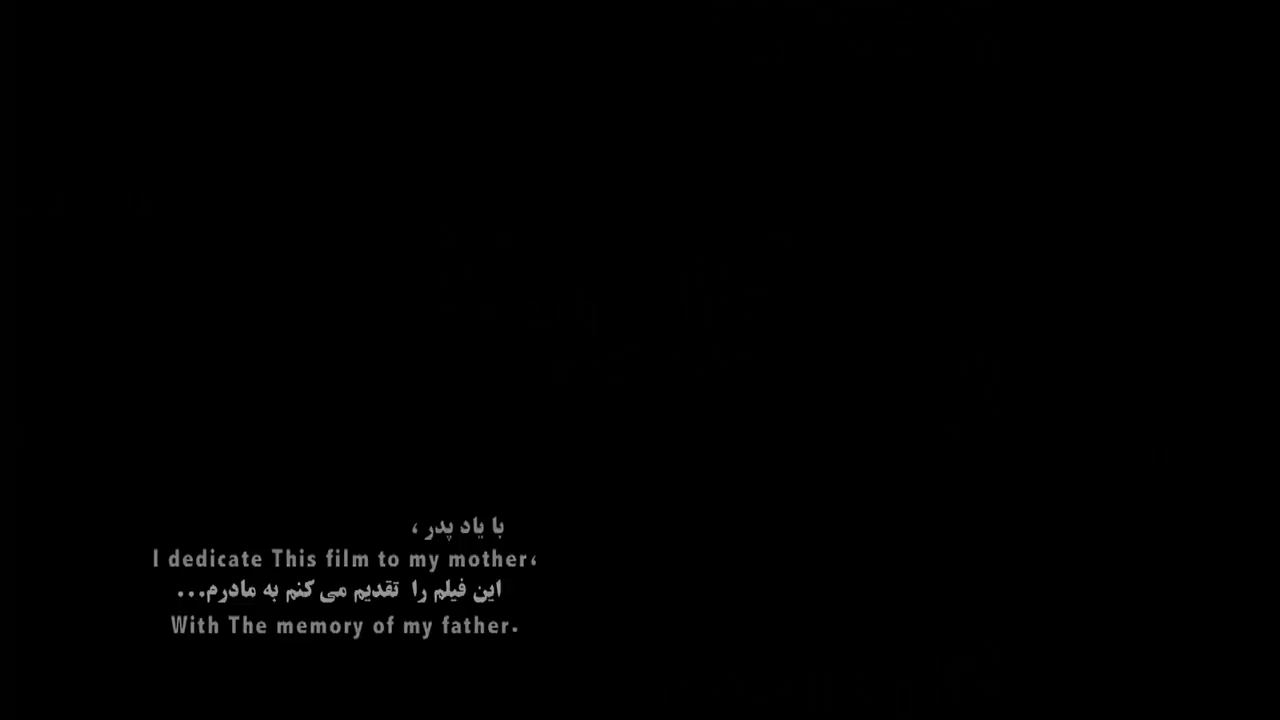 با یاد پدر ،
I dedicate This film to my mother،
این فیلم را تقدیم می کنم به مادرم...
With The memory of my father.